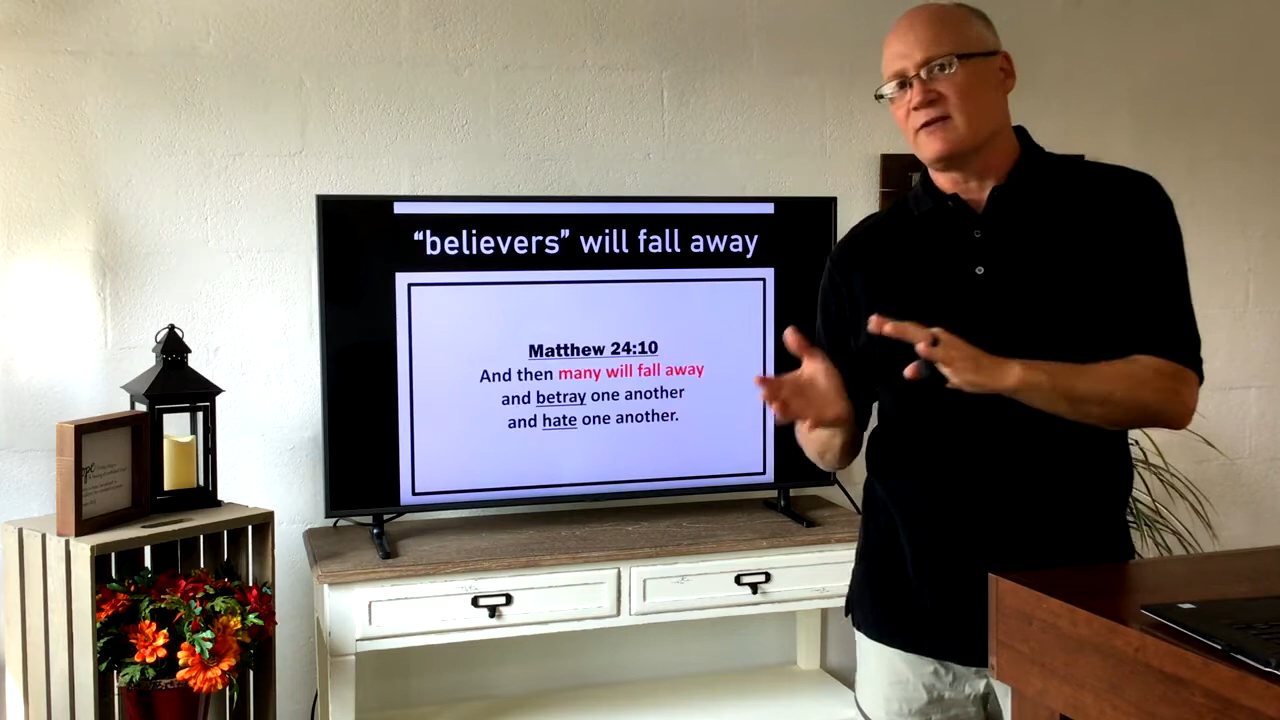 “believers” will fall away
Matthew 24:10
And then many will fall away
and betray one another
and hate one another.